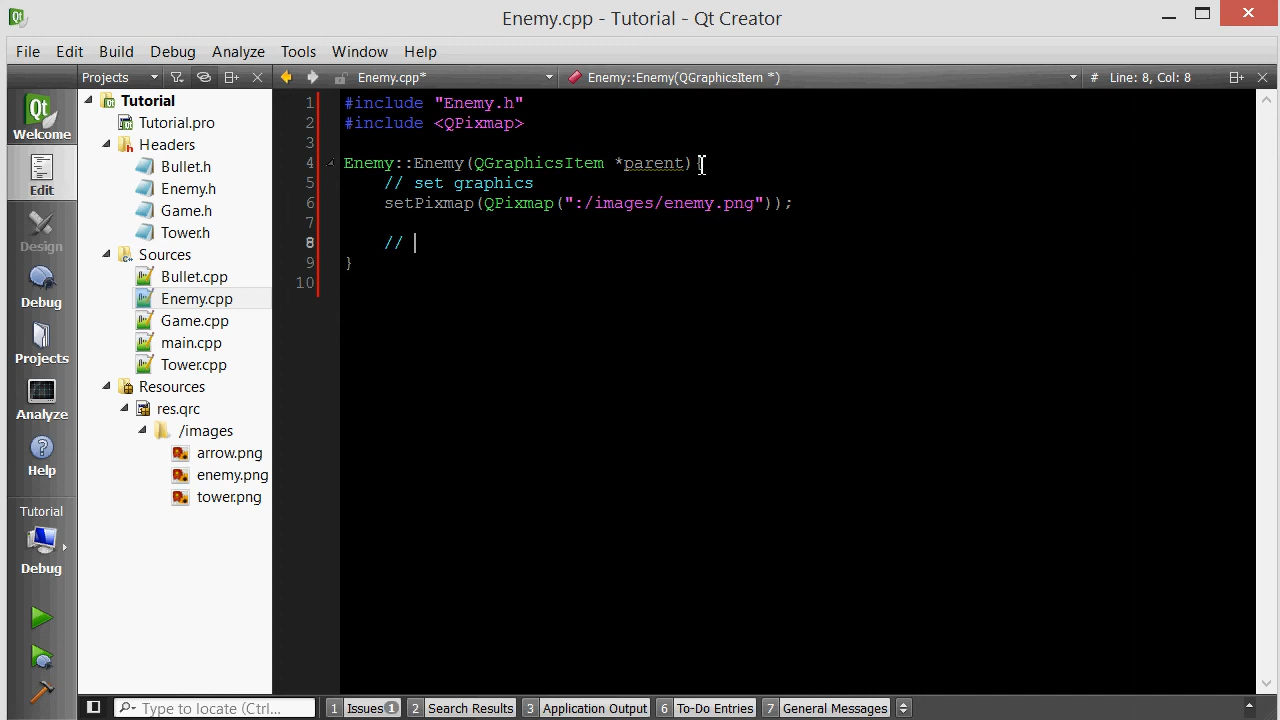 Enemy.cpp - Tutorial - Qt Creator
File Edit Build Debug Analyze Tools Window Help
Projects Enemy.cpp* Enemy::Enemy(QGraphicsItem *) # Line: 8, Col: 8
Qt
Welcome
Edit
Design
Debug
Projects
Analyze
Help
Tutorial
Debug
Tutorial
Tutorial.pro
Headers
Bullet.h
Enemy.h
Game.h
Tower.h
Sources
Bullet.cpp
Enemy.cpp
Game.cpp
main.cpp
Tower.cpp
Resources
res.qrc
/images
arrow.png
enemy.png
tower.png
1 #include "Enemy.h"
2 #include <QPixmap>
3
4 Enemy::Enemy(QGraphicsItem *parent){
5 // set graphics
6 setPixmap(QPixmap(":/images/enemy.png"));
7
8 //
9 }
10
Type to locate (Ctrl... 1 Issues 1 2 Search Results 3 Application Output 6 To-Do Entries 7 General Messages